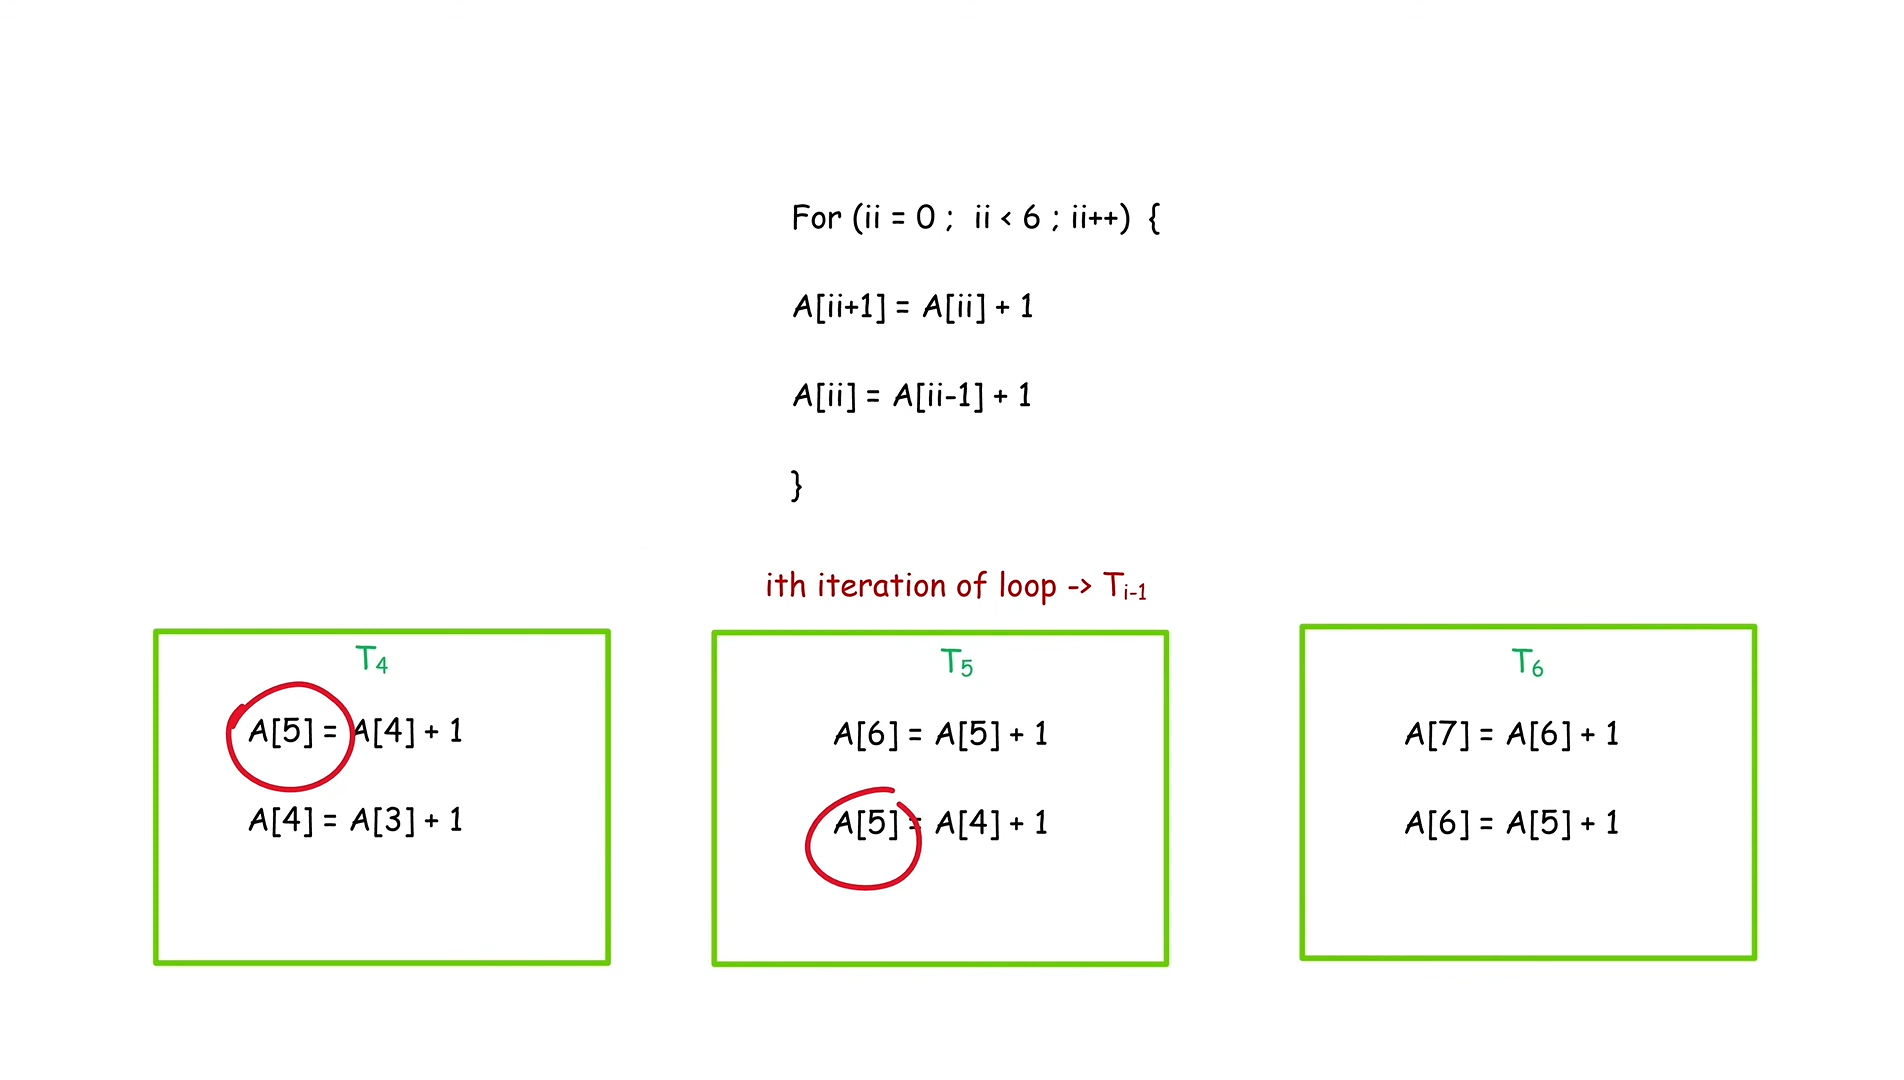 For (ii = 0 ; ii < 6 ; ii++) {
A[ii+1] = A[ii] + 1
A[ii] = A[ii-1] + 1
}
ith iteration of loop -> Ti-1
T4
A[5] = A[4] + 1
A[4] = A[3] + 1
T5
A[6] = A[5] + 1
A[5] = A[4] + 1
T6
A[7] = A[6] + 1
A[6] = A[5] + 1